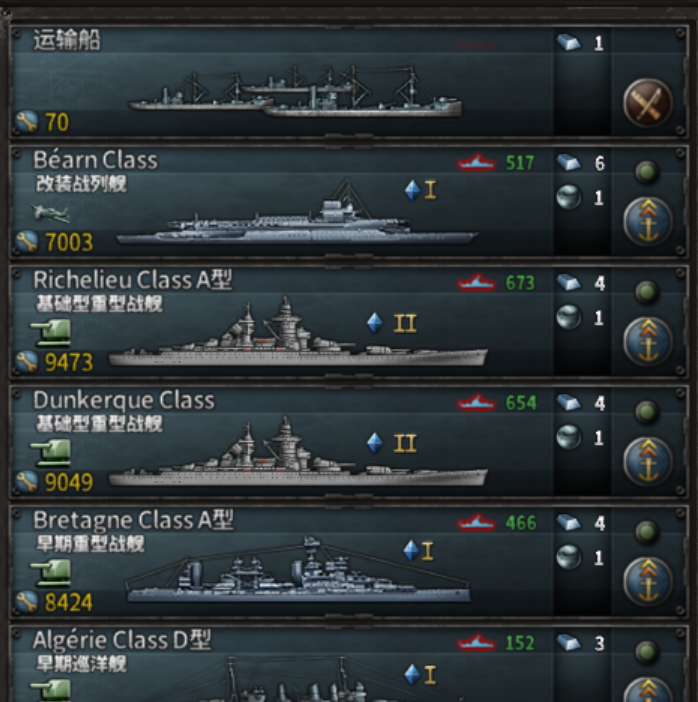 运输船
1
70
Béarn Class
517
6
改装战列舰
I
1
7003
Richelieu Class A型
673
4
基础型重型战舰
II
1
9473
Dunkerque Class
654
4
基础型重型战舰
II
1
9049
Bretagne Class A型
466
4
早期重型战舰
I
1
8424
Algérie Class D型
152
3
早期巡洋舰
I